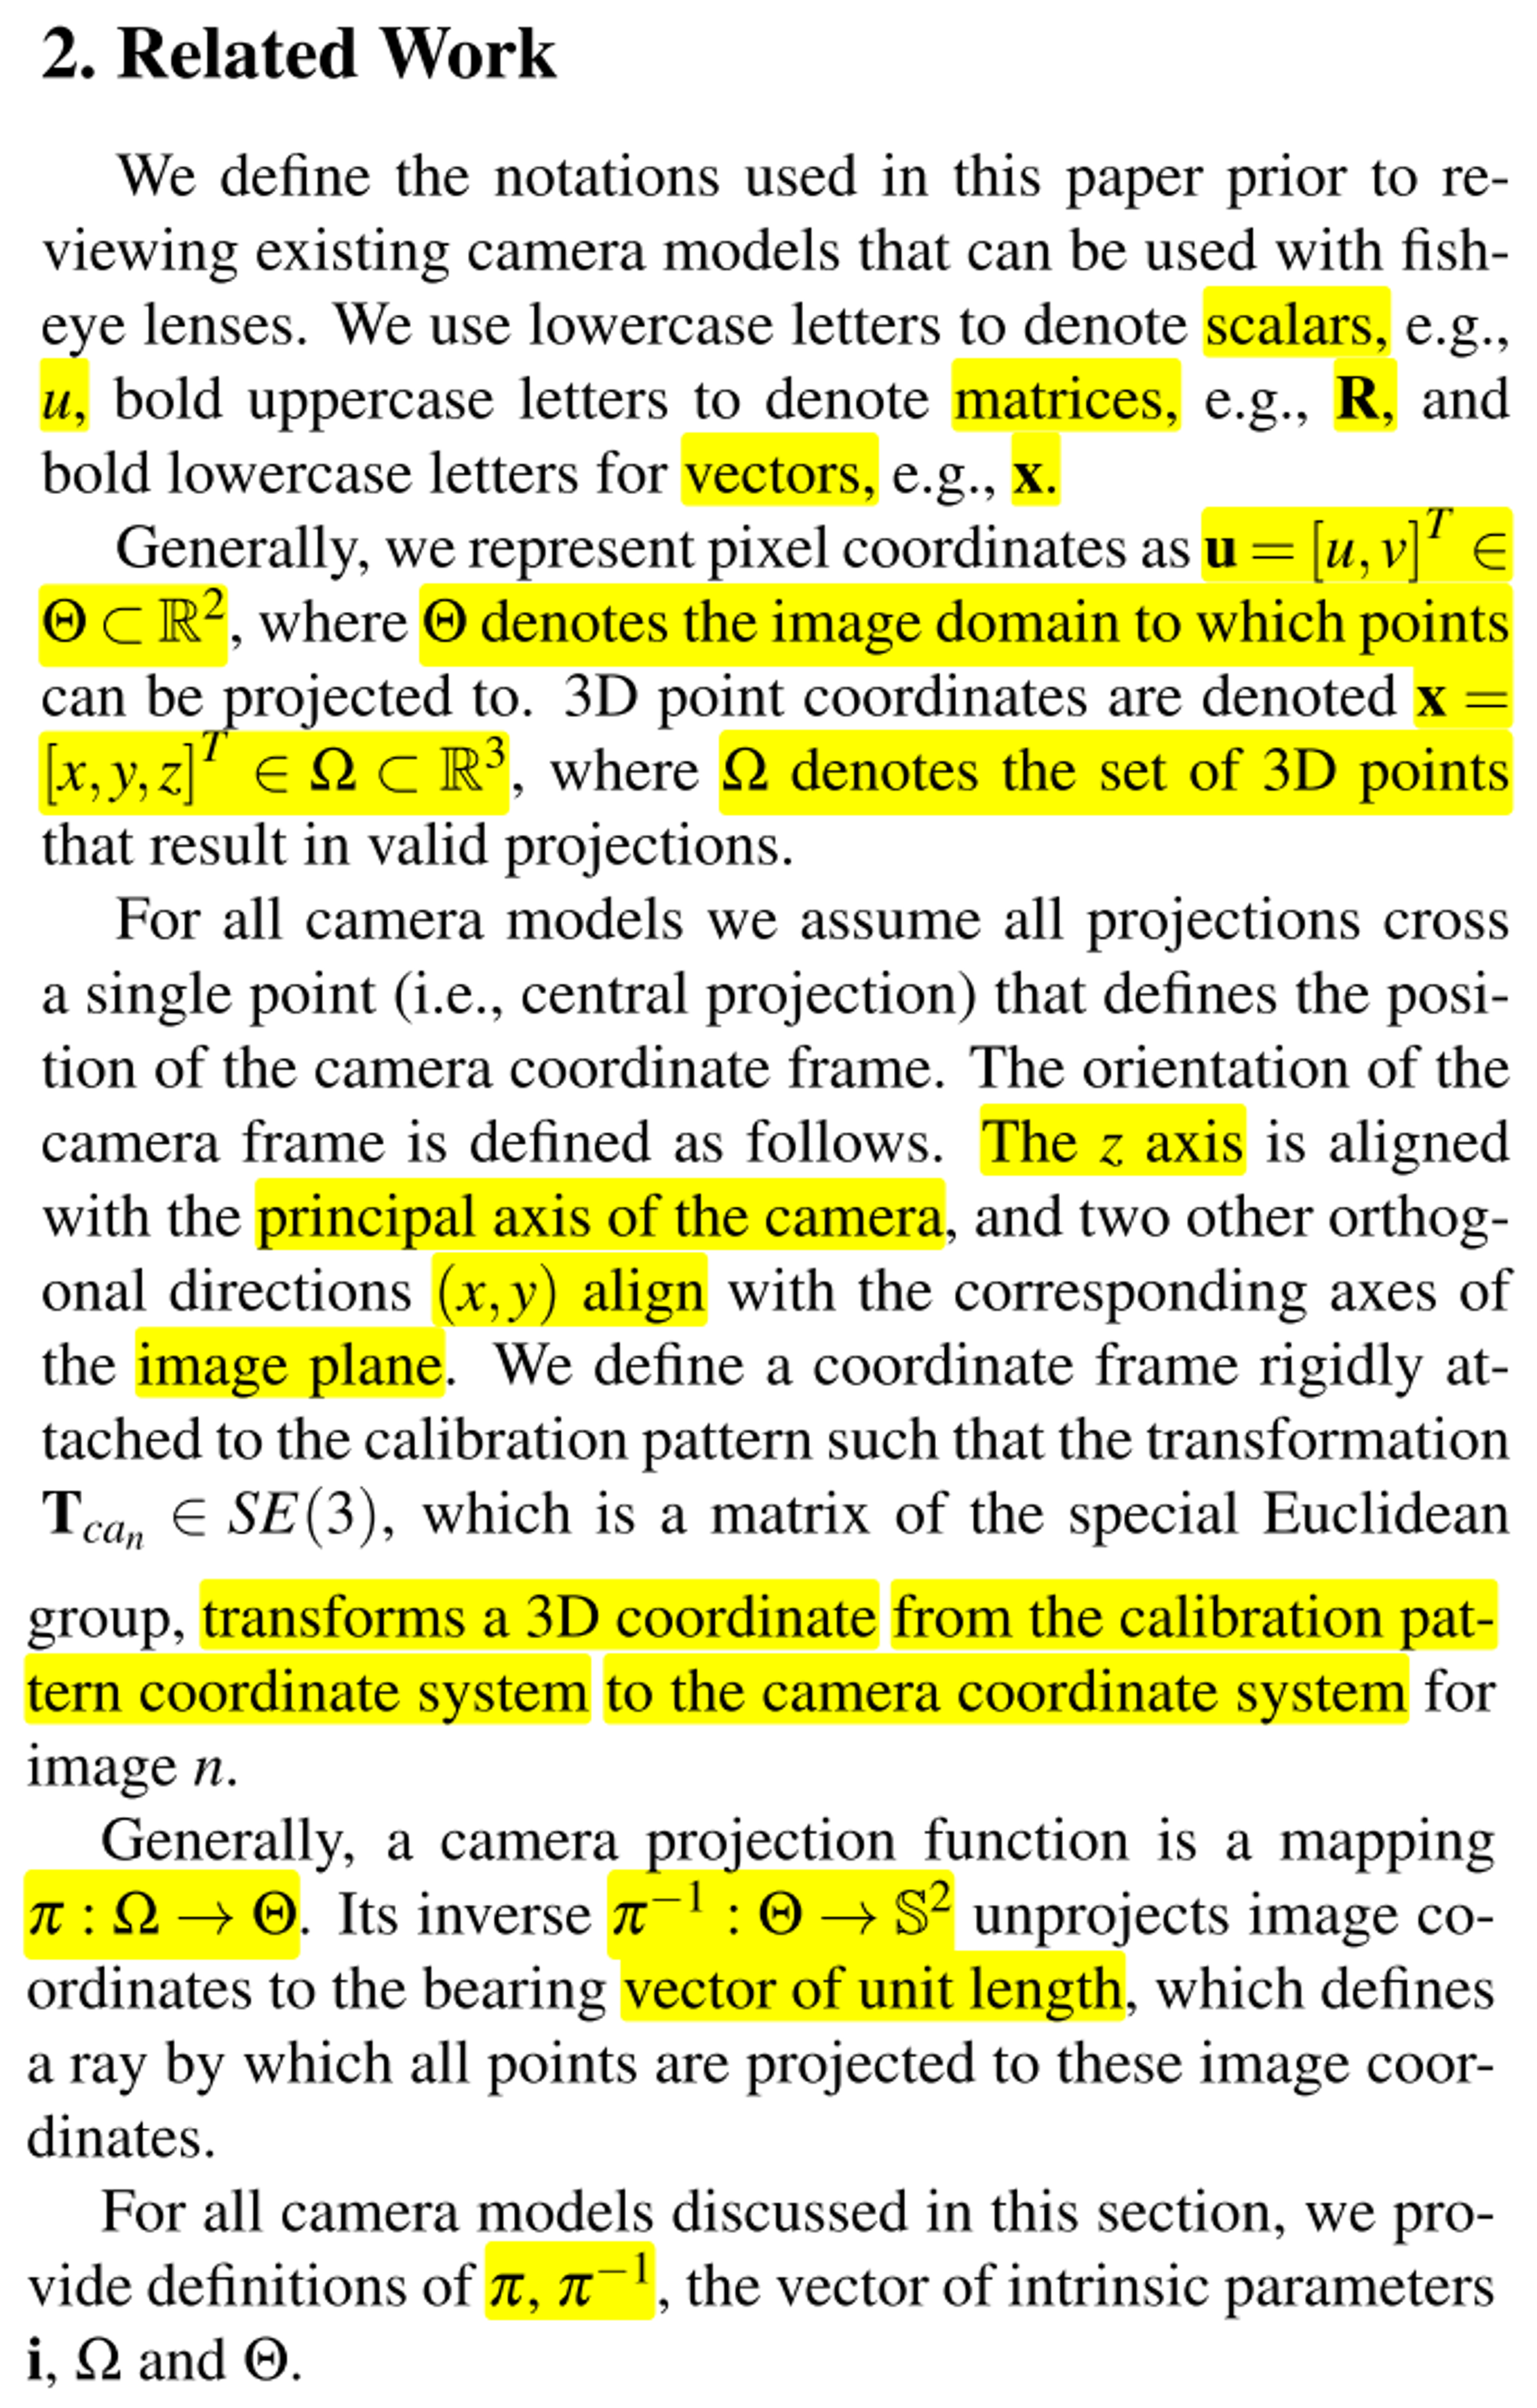 2. Related Work
We define the notations used in this paper prior to re-
viewing existing camera models that can be used with fish-
eye lenses. We use lowercase letters to denote scalars, e.g.,
u, bold uppercase letters to denote matrices, e.g., R, and
bold lowercase letters for vectors, e.g., x.
Generally, we represent pixel coordinates as u = [u, v]^T ∈
Θ ⊂ ℝ², where Θ denotes the image domain to which points
can be projected to. 3D point coordinates are denoted x =
[x, y, z]^T ∈ Ω ⊂ ℝ³, where Ω denotes the set of 3D points
that result in valid projections.
For all camera models we assume all projections cross
a single point (i.e., central projection) that defines the posi-
tion of the camera coordinate frame. The orientation of the
camera frame is defined as follows. The z axis is aligned
with the principal axis of the camera, and two other orthog-
onal directions (x, y) align with the corresponding axes of
the image plane. We define a coordinate frame rigidly at-
tached to the calibration pattern such that the transformation
T_{ca_n} ∈ SE(3), which is a matrix of the special Euclidean
group, transforms a 3D coordinate from the calibration pat-
tern coordinate system to the camera coordinate system for
image n.
Generally, a camera projection function is a mapping
π : Ω → Θ. Its inverse π⁻¹ : Θ → 𝕊² unprojects image co-
ordinates to the bearing vector of unit length, which defines
a ray by which all points are projected to these image coor-
dinates.
For all camera models discussed in this section, we pro-
vide definitions of π, π⁻¹, the vector of intrinsic parameters
i, Ω and Θ.